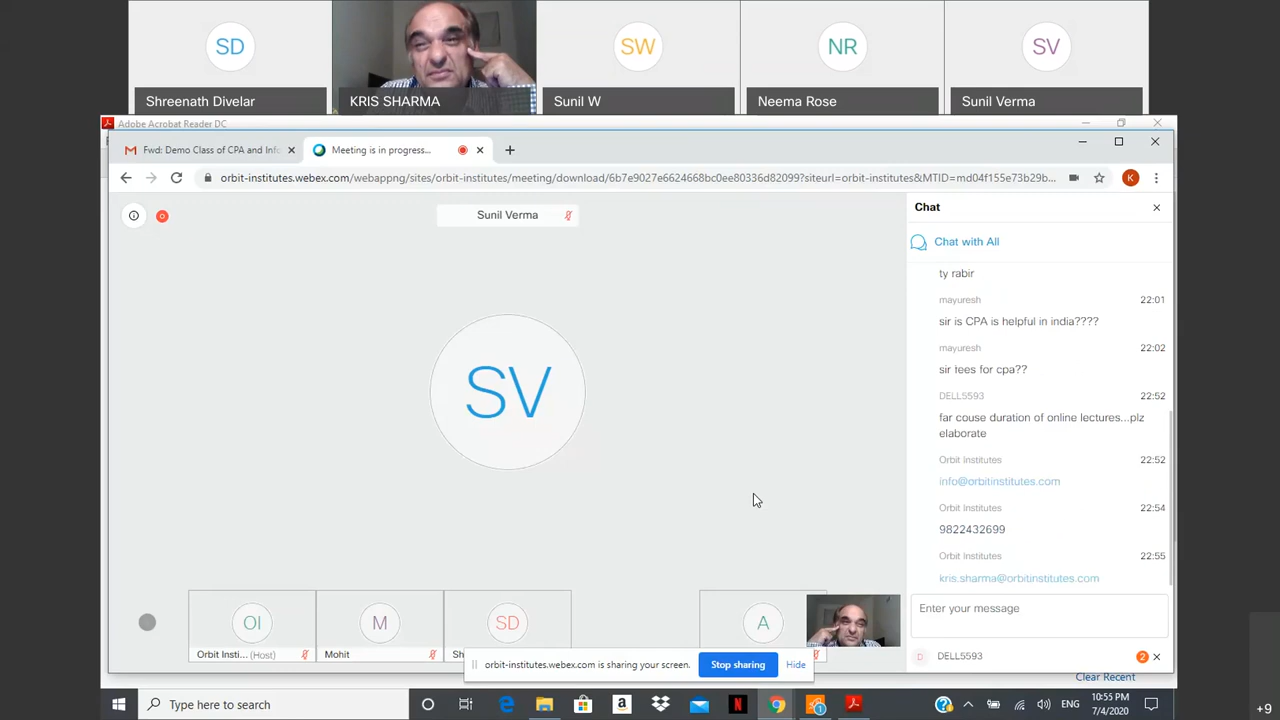 SD
SW
NR
SV
Shreenath Divelar
KRIS SHARMA
Sunil W
Neema Rose
Sunil Verma
Adobe Acrobat Reader DC
Fwd: Demo Class of CPA and Info
Meeting is in progress...
orbit-institutes.webex.com/webappng/sites/orbit-institutes/meeting/download/6b7e9027e6624668bc0ee80336d82099?siteurl=orbit-institutes&MTID=md04f155e73b29b...
K
Sunil Verma
Chat
Chat with All
ty rabir
mayuresh 22:01
sir is CPA is helpful in india????
mayuresh 22:02
sir fees for cpa??
DELL5593 22:52
far couse duration of online lectures...plz
elaborate
Orbit Institutes 22:52
info@orbitinstitutes.com
Orbit Institutes 22:54
9822432699
Orbit Institutes 22:55
kris.sharma@orbitinstitutes.com
Enter your message
D DELL5593 2
SV
OI
M
SD
A
Orbit Insti... (Host)
Mohit
Sh
orbit-institutes.webex.com is sharing your screen.
Stop sharing
Hide
Clear Recent
Type here to search
ENG
10:55 PM
7/4/2020
+9